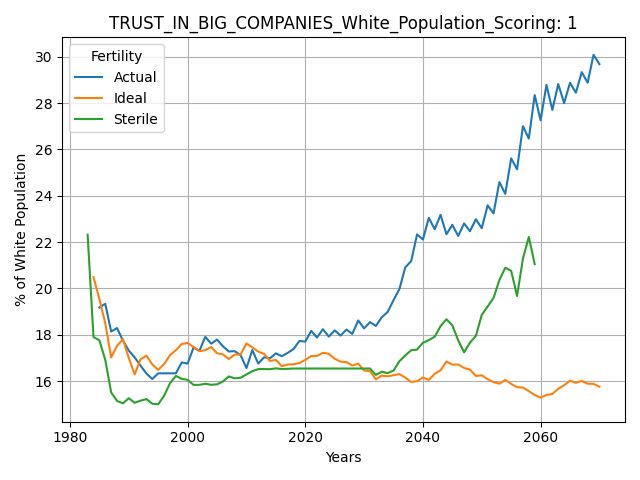 TRUST_IN_BIG_COMPANIES_White_Population_Scoring: 1
Fertility
Actual
Ideal
Sterile
% of White Population
30
28
26
24
22
20
18
16
1980 2000 2020 2040 2060
Years